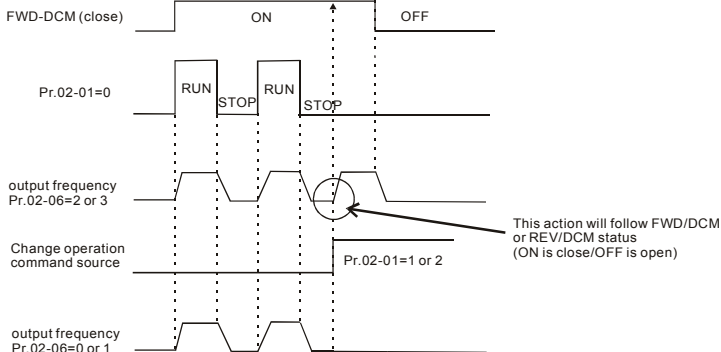 FWD-DCM (close)
ON
OFF
Pr.02-01=0
RUN
STOP
RUN
STOP
output frequency
Pr.02-06=2 or 3
This action will follow FWD/DCM
or REV/DCM status
(ON is close/OFF is open)
Change operation
command source
Pr.02-01=1 or 2
output frequency
Pr.02-06=0 or 1